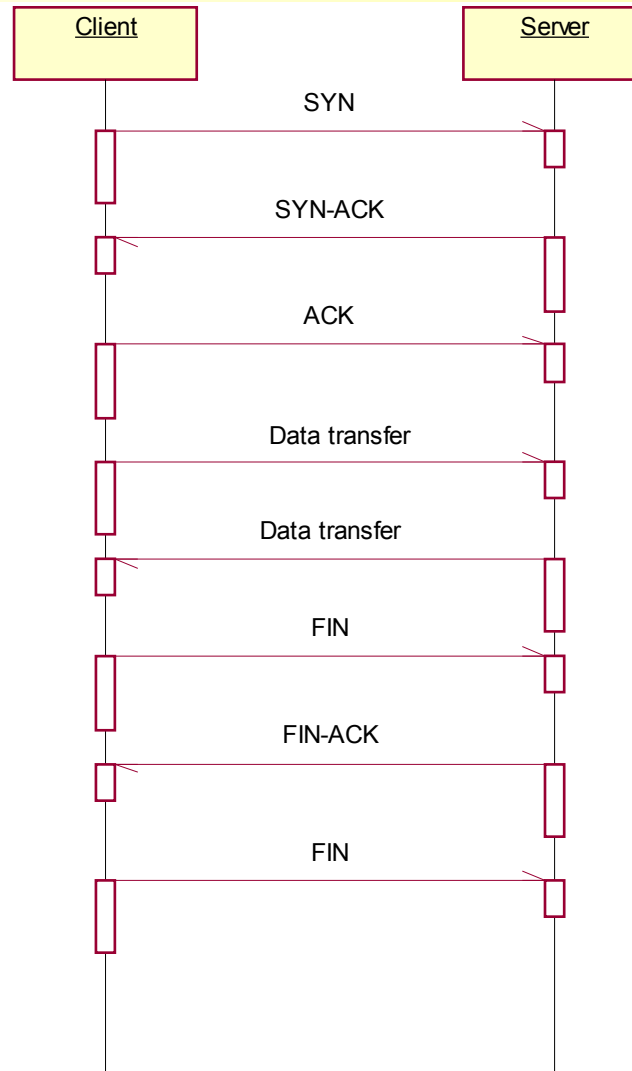 Client
Server
SYN
SYN-ACK
ACK
Data transfer
Data transfer
FIN
FIN-ACK
FIN